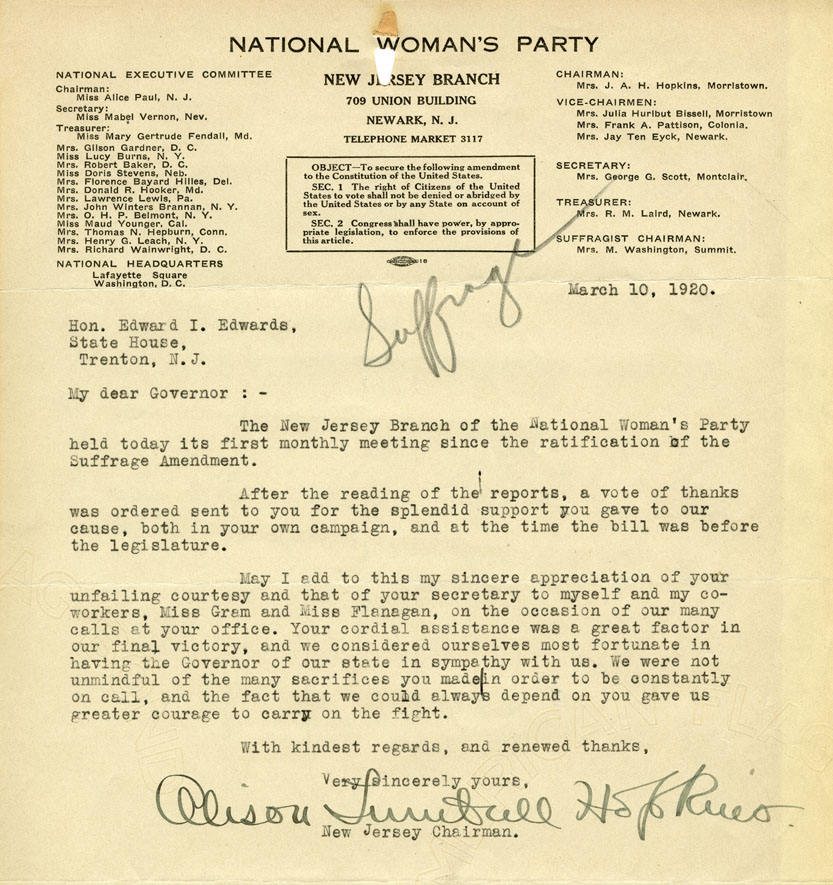 NATIONAL WOMAN'S PARTY
NATIONAL EXECUTIVE COMMITTEE
Chairman:
Miss Alice Paul, N. J.
Secretary:
Miss Mabel Vernon, Nev.
Treasurer:
Miss Mary Gertrude Fendall, Md.
Mrs. Gilson Gardner, D. C.
Miss Lucy Burns, N. Y.
Mrs. Robert Baker, D. C.
Miss Doris Stevens, Neb.
Mrs. Florence Bayard Hilles, Del.
Mrs. Donald R. Hooker, Md.
Mrs. Lawrence Lewis, Pa.
Mrs. John Winters Brannan, N. Y.
Mrs. O. H. P. Belmont, N. Y.
Miss Maud Younger, Cal.
Mrs. Thomas N. Hepburn, Conn.
Mrs. Henry G. Leach, N. Y.
Mrs. Richard Wainwright, D. C.
NATIONAL HEADQUARTERS
Lafayette Square
Washington, D. C.
NEW JERSEY BRANCH
709 UNION BUILDING
NEWARK, N. J.
TELEPHONE MARKET 3117
OBJECT—To secure the following amendment
to the Constitution of the United States.
SEC. 1 The right of Citizens of the United
States to vote shall not be denied or abridged by
the United States or by any State on account of
sex.
SEC. 2 Congress shall have power, by appro-
priate legislation, to enforce the provisions of
this article.
18
CHAIRMAN:
Mrs. J. A. H. Hopkins, Morristown.
VICE-CHAIRMEN:
Mrs. Julia Hurlbut Bissell, Morristown
Mrs. Frank A. Pattison, Colonia.
Mrs. Jay Ten Eyck, Newark.
SECRETARY:
Mrs. George G. Scott, Montclair.
TREASURER:
Mrs. R. M. Laird, Newark.
SUFFRAGIST CHAIRMAN:
Mrs. M. Washington, Summit.
Suffrage
March 10, 1920.
Hon. Edward I. Edwards,
State House,
Trenton, N.J.
My dear Governor : -
The New Jersey Branch of the National Woman's Party
held today its first monthly meeting since the ratification of the
Suffrage Amendment.
After the reading of the reports, a vote of thanks
was ordered sent to you for the splendid support you gave to our
cause, both in your own campaign, and at the time the bill was before
the legislature.
May I add to this my sincere appreciation of your
unfailing courtesy and that of your secretary to myself and my co-
workers, Miss Gram and Miss Flanagan, on the occasion of our many
calls at your office. Your cordial assistance was a great factor in
our final victory, and we considered ourselves most fortunate in
having the Governor of our state in sympathy with us. We were not
unmindful of the many sacrifices you made in order to be constantly
on call, and the fact that we could always depend on you gave us
greater courage to carry on the fight.
With kindest regards, and renewed thanks,
Very sincerely yours,
Alison Turnbull Hopkins.
New Jersey Chairman.